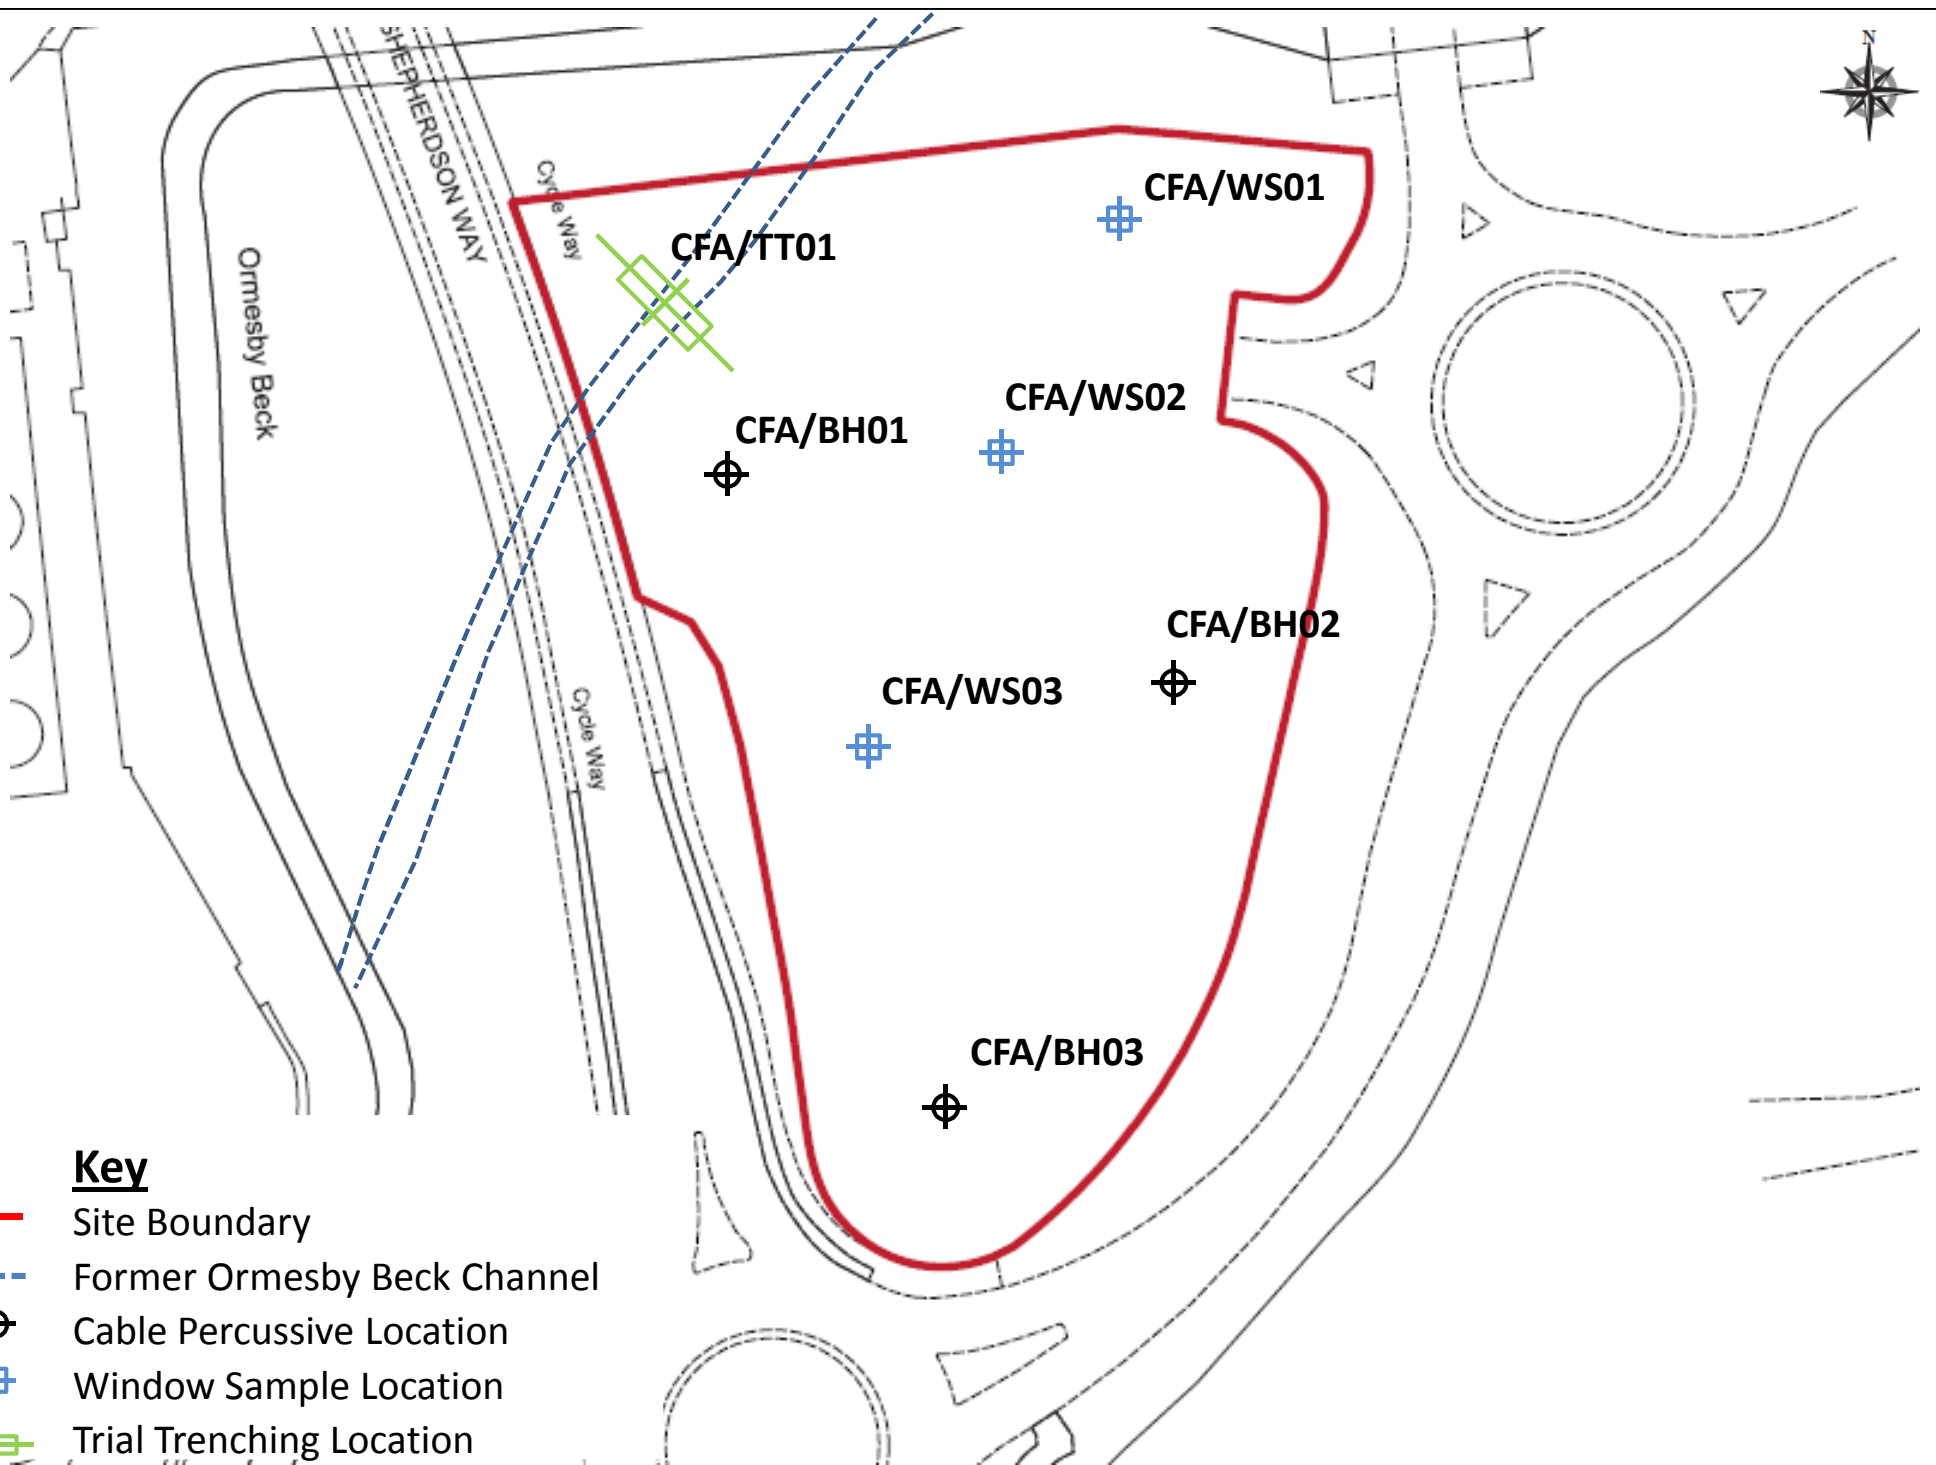 N
SHEPHERDSON WAY
Cycle Way
CFA/WS01
CFA/TT01
Ormesby Beck
CFA/WS02
CFA/BH01
CFA/BH02
CFA/WS03
Cycle Way
CFA/BH03
Key
Site Boundary
Former Ormesby Beck Channel
Cable Percussive Location
Window Sample Location
Trial Trenching Location